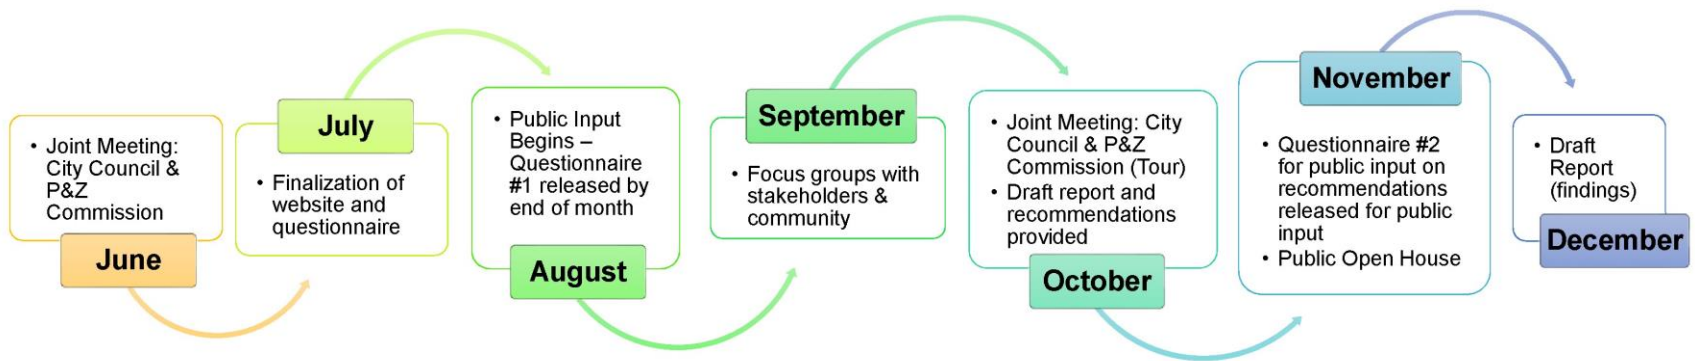 • Joint Meeting:
City Council &
P&Z
Commission
June
July
• Finalization of
website and
questionnaire
• Public Input
Begins –
Questionnaire
#1 released by
end of month
August
September
• Focus groups with
stakeholders &
community
• Joint Meeting: City
Council & P&Z
Commission (Tour)
• Draft report and
recommendations
provided
October
November
• Questionnaire #2
for public input on
recommendations
released for public
input
• Public Open House
• Draft
Report
(findings)
December